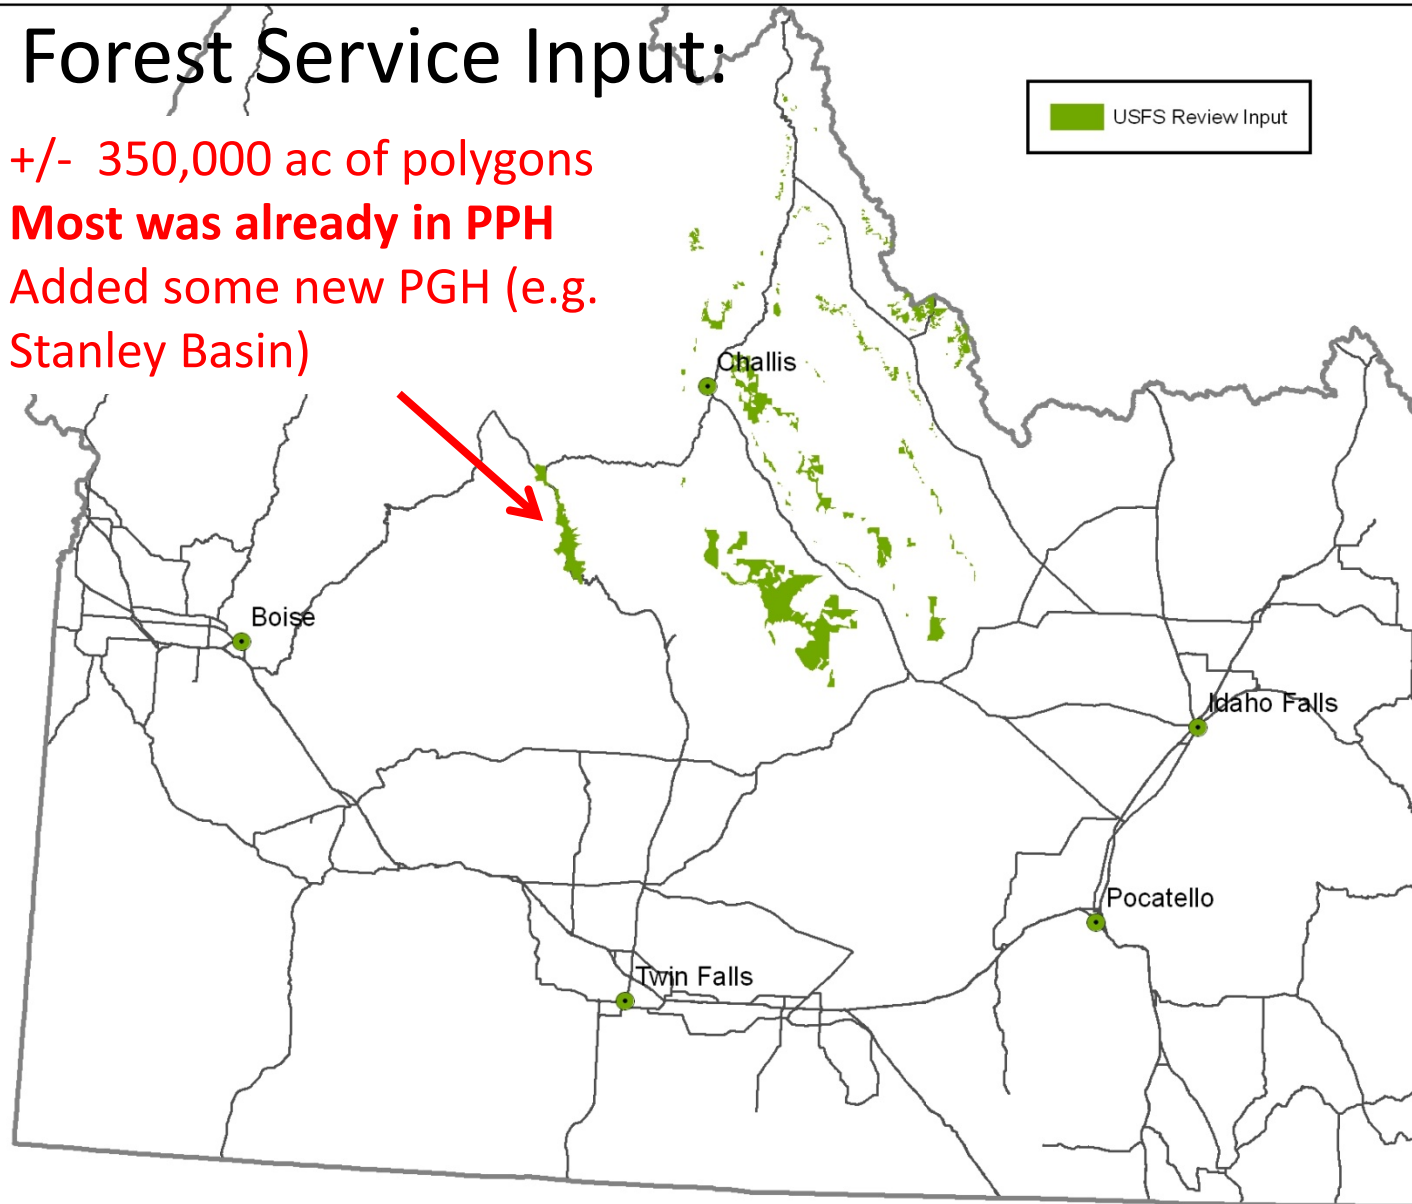 Forest Service Input:
+/-  350,000 ac of polygons
Most was already in PPH
Added some new PGH (e.g.
Stanley Basin)
USFS Review Input
Challis
Boise
Idaho Falls
Pocatello
Twin Falls